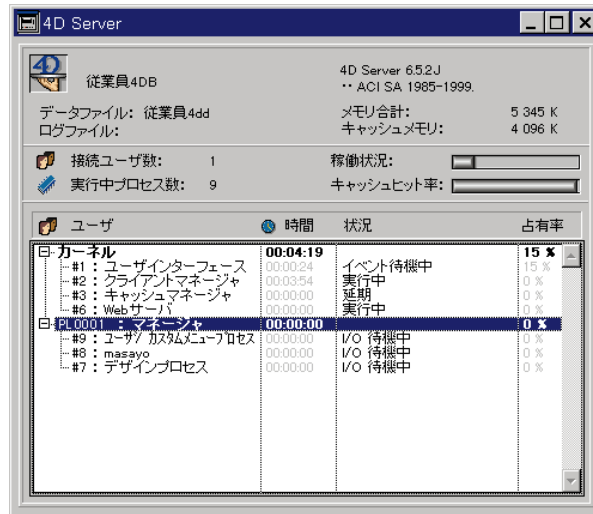 4D Server
4D
従業員4DB
4D Server 6.5.2J
·· ACI SA 1985-1999.
データファイル: 従業員4dd
メモリ合計: 5 345 K
ログファイル:
キャッシュメモリ: 4 096 K
接続ユーザ数: 1
稼働状況:
実行中プロセス数: 9
キャッシュヒット率:
ユーザ 時間 状況 占有率
カーネル 00:04:19 15 %
#1 : ユーザインターフェース 00:00:24 イベント待機中 15 %
#2 : クライアントマネージャ 00:03:54 実行中 0 %
#3 : キャッシュマネージャ 00:00:00 延期 0 %
#6 : Webサーバ 00:00:00 実行中 0 %
PL0001 : マネージャ 00:00:00 0 %
#9 : ユーザ/ カスタムメニュープロセス 00:00:00 I/O 待機中 0 %
#8 : masayo 00:00:00 I/O 待機中 0 %
#7 : デザインプロセス 00:00:00 I/O 待機中 0 %